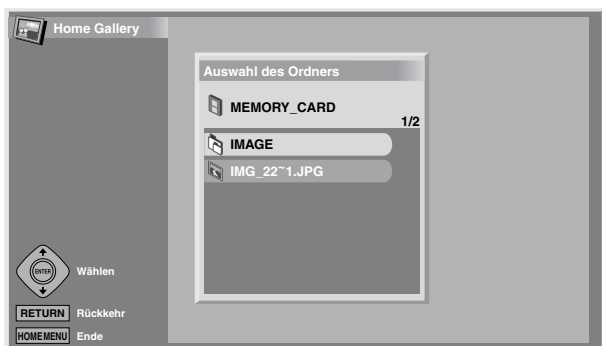 Home Gallery
Auswahl des Ordners
MEMORY_CARD
1/2
IMAGE
IMG_22~1.JPG
ENTER Wählen
RETURN Rückkehr
HOME MENU Ende